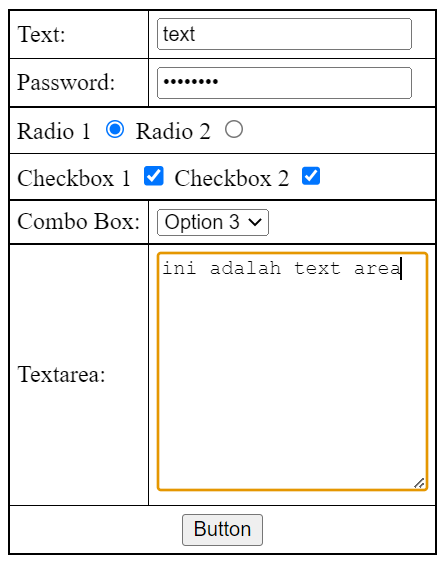 Text: text
Password: ••••••••
Radio 1 Radio 2
Checkbox 1 Checkbox 2
Combo Box: Option 3
ini adalah text area
Textarea:
Button